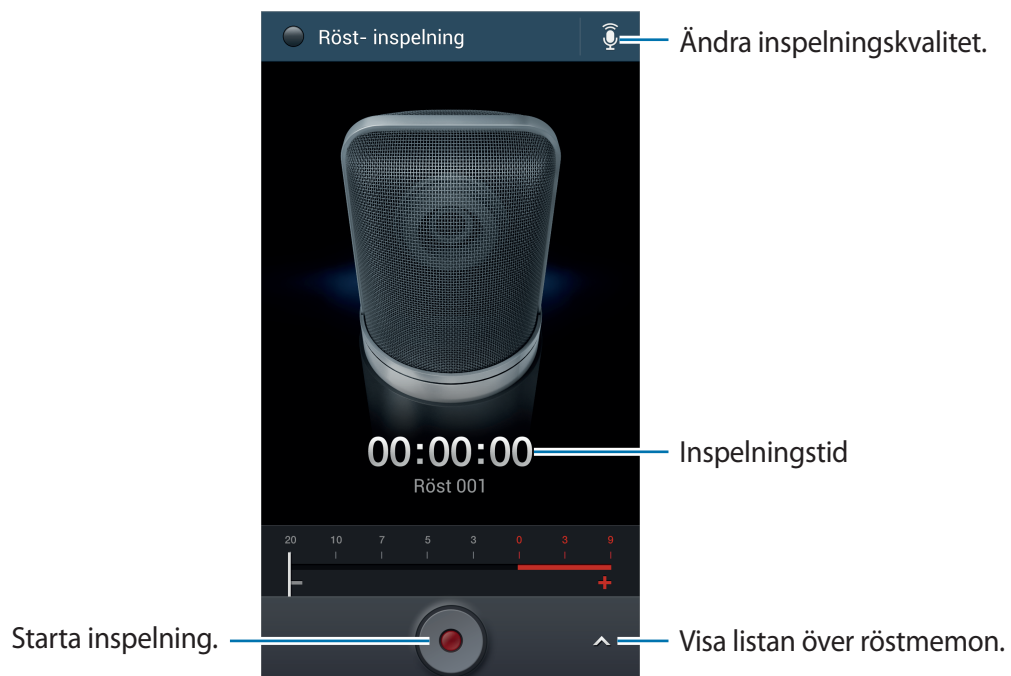 Röst- inspelning
Ändra inspelningskvalitet.
00:00:00
Inspelningstid
Röst 001
20 10 7 5 3 0 3 9
− +
Starta inspelning.
Visa listan över röstmemon.